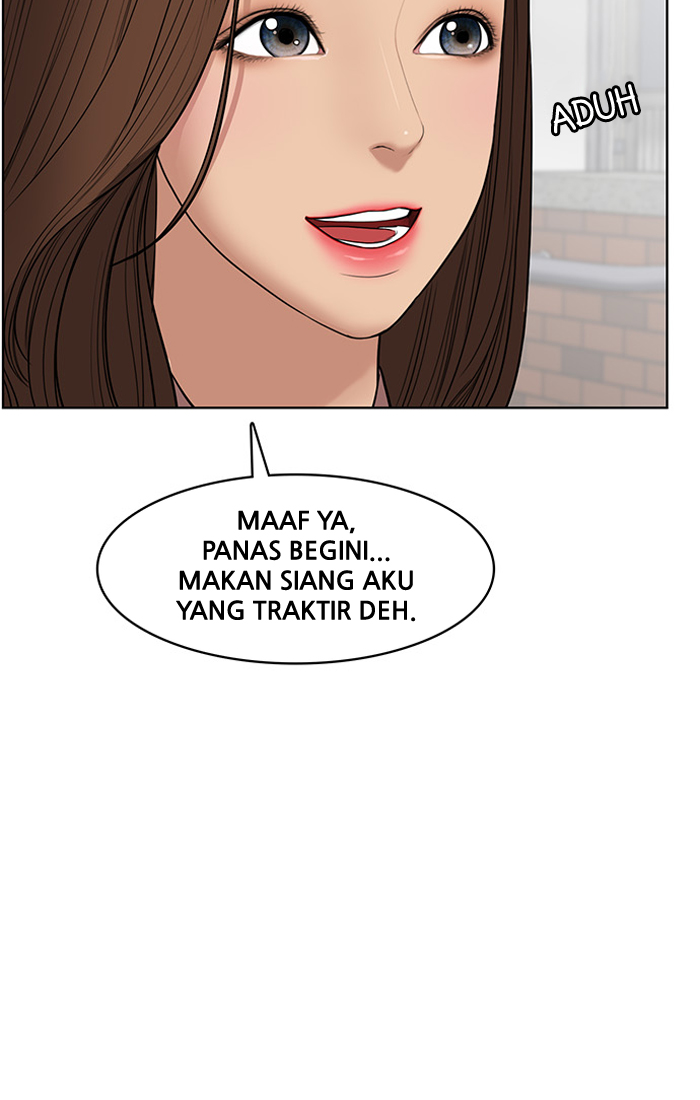 ADUH
MAAF YA,
PANAS BEGINI...
MAKAN SIANG AKU
YANG TRAKTIR DEH.